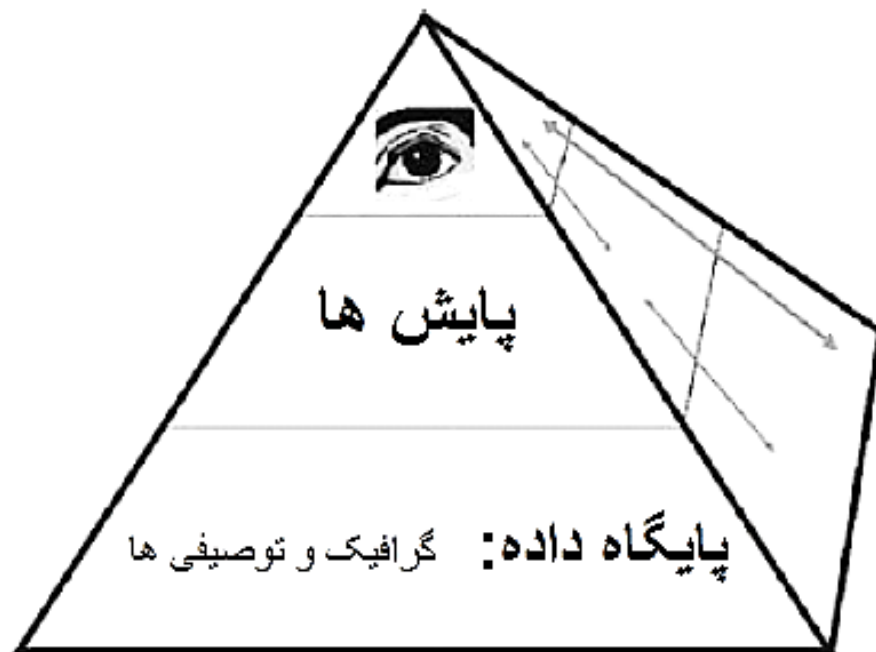 پایش ها
پایگاه داده: گرافیک و توصیفی ها